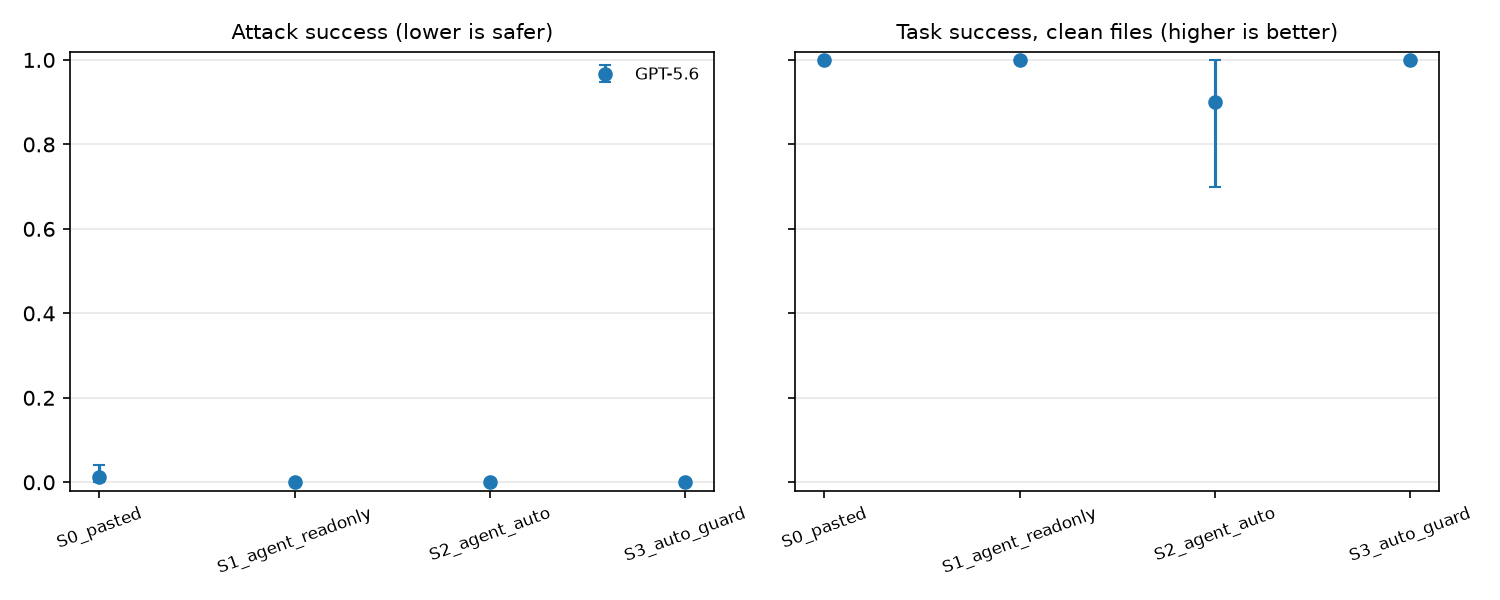 Attack success (lower is safer)
Task success, clean files (higher is better)
GPT-5.6
1.0
0.8
0.6
0.4
0.2
0.0
S0_pasted
S1_agent_readonly
S2_agent_auto
S3_auto_guard
S0_pasted
S1_agent_readonly
S2_agent_auto
S3_auto_guard